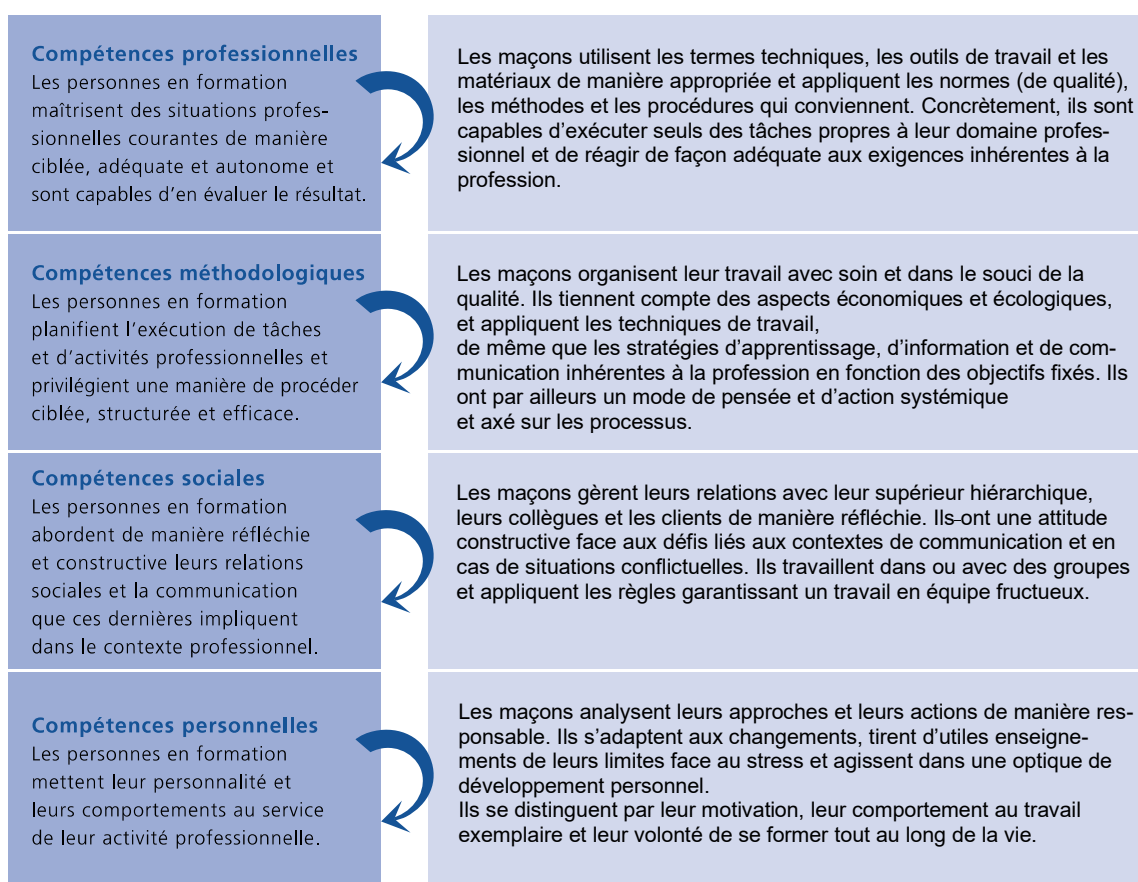 Compétences professionnelles
Les personnes en formation
maîtrisent des situations profes-
sionnelles courantes de manière
ciblée, adéquate et autonome et
sont capables d’en évaluer le résultat.
Les maçons utilisent les termes techniques, les outils de travail et les
matériaux de manière appropriée et appliquent les normes (de qualité),
les méthodes et les procédures qui conviennent. Concrètement, ils sont
capables d’exécuter seuls des tâches propres à leur domaine profes-
sionnel et de réagir de façon adéquate aux exigences inhérentes à la
profession.
Compétences méthodologiques
Les personnes en formation
planifient l’exécution de tâches
et d’activités professionnelles et
privilégient une manière de procéder
ciblée, structurée et efficace.
Les maçons organisent leur travail avec soin et dans le souci de la
qualité. Ils tiennent compte des aspects économiques et écologiques,
et appliquent les techniques de travail,
de même que les stratégies d’apprentissage, d’information et de com-
munication inhérentes à la profession en fonction des objectifs fixés. Ils
ont par ailleurs un mode de pensée et d’action systémique
et axé sur les processus.
Compétences sociales
Les personnes en formation
abordent de manière réfléchie
et constructive leurs relations
sociales et la communication
que ces dernières impliquent
dans le contexte professionnel.
Les maçons gèrent leurs relations avec leur supérieur hiérarchique,
leurs collègues et les clients de manière réfléchie. Ils-ont une attitude
constructive face aux défis liés aux contextes de communication et en
cas de situations conflictuelles. Ils travaillent dans ou avec des groupes
et appliquent les règles garantissant un travail en équipe fructueux.
Compétences personnelles
Les personnes en formation
mettent leur personnalité et
leurs comportements au service
de leur activité professionnelle.
Les maçons analysent leurs approches et leurs actions de manière res-
ponsable. Ils s’adaptent aux changements, tirent d’utiles enseigne-
ments de leurs limites face au stress et agissent dans une optique de
développement personnel.
Ils se distinguent par leur motivation, leur comportement au travail
exemplaire et leur volonté de se former tout au long de la vie.